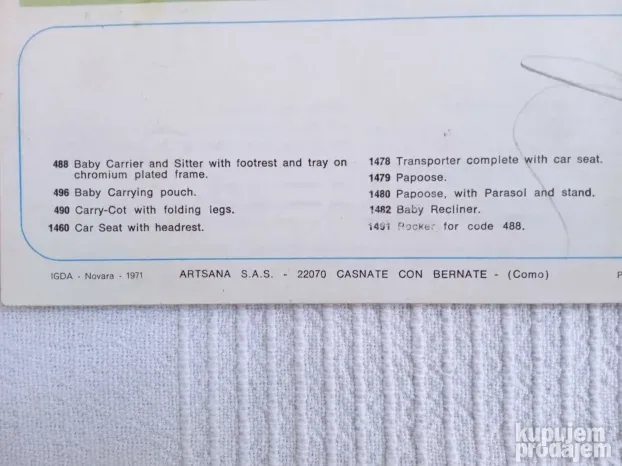 488 Baby Carrier and Sitter with footrest and tray on
chromium plated frame.
496 Baby Carrying pouch.
490 Carry-Cot with folding legs.
1460 Car Seat with headrest.
1478 Transporter complete with car seat.
1479 Papoose.
1480 Papoose, with Parasol and stand.
1482 Baby Recliner.
1491 Rocker for code 488.
IGDA - Novara - 1971 ARTSANA S.A.S. - 22070 CASNATE CON BERNATE - (Como) P
kupujem
prodajem